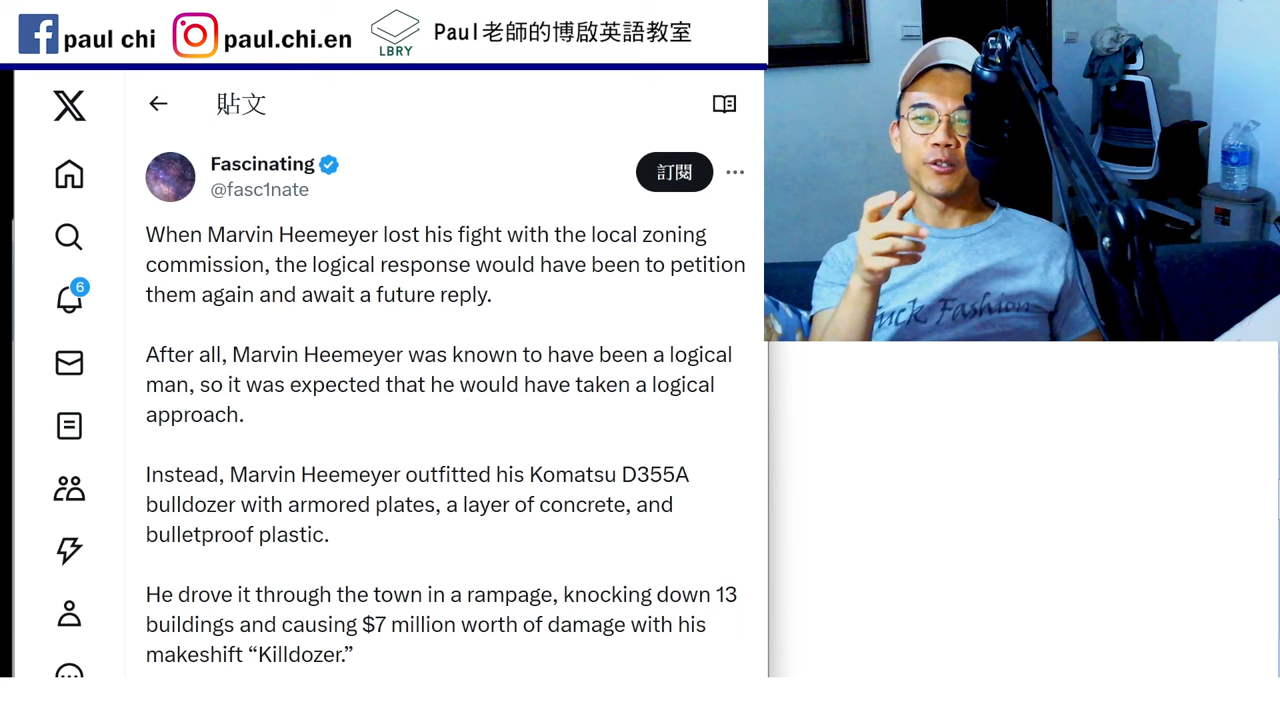 paul chi
paul.chi.en
LBRY
Paul老師的博啟英語教室
貼文
Fascinating
@fasc1nate
訂閱
6
When Marvin Heemeyer lost his fight with the local zoning
commission, the logical response would have been to petition
them again and await a future reply.
After all, Marvin Heemeyer was known to have been a logical
man, so it was expected that he would have taken a logical
approach.
Instead, Marvin Heemeyer outfitted his Komatsu D355A
bulldozer with armored plates, a layer of concrete, and
bulletproof plastic.
He drove it through the town in a rampage, knocking down 13
buildings and causing $7 million worth of damage with his
makeshift “Killdozer.”
uck Fashion